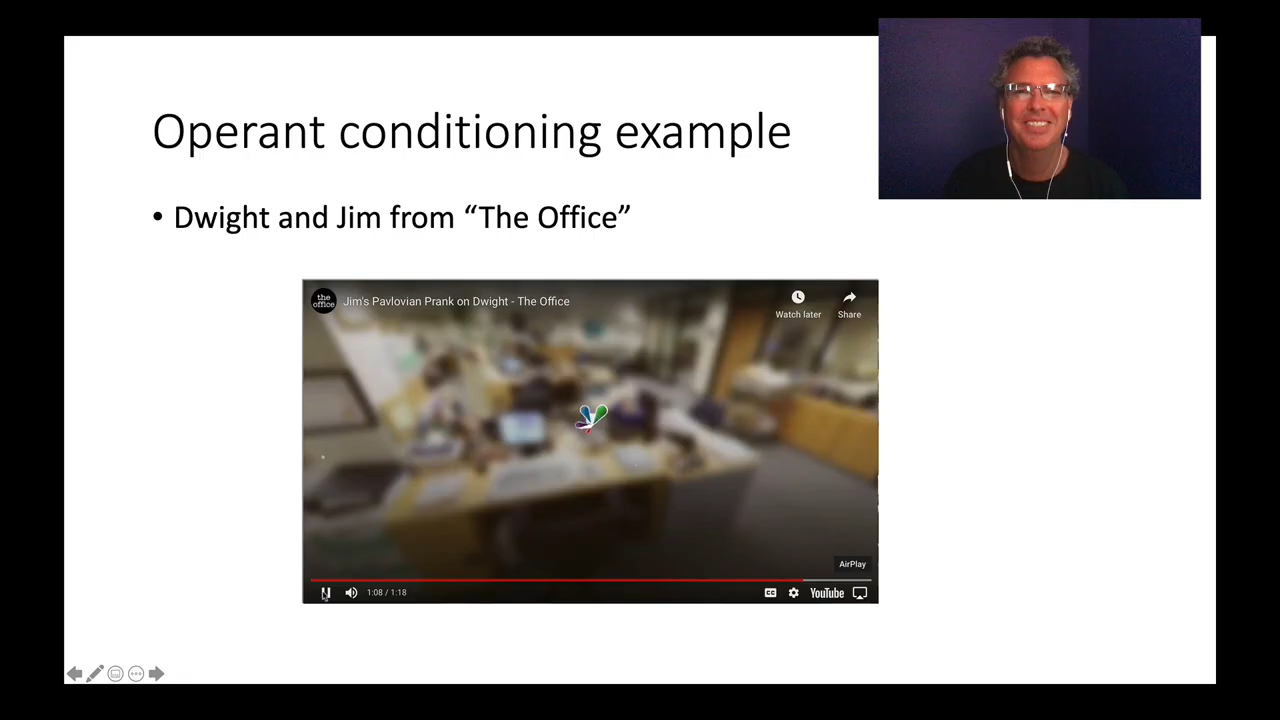 Operant conditioning example
• Dwight and Jim from “The Office”
the office
Jim's Pavlovian Prank on Dwight - The Office
Watch later
Share
AirPlay
1:08 / 1:18
CC
YouTube